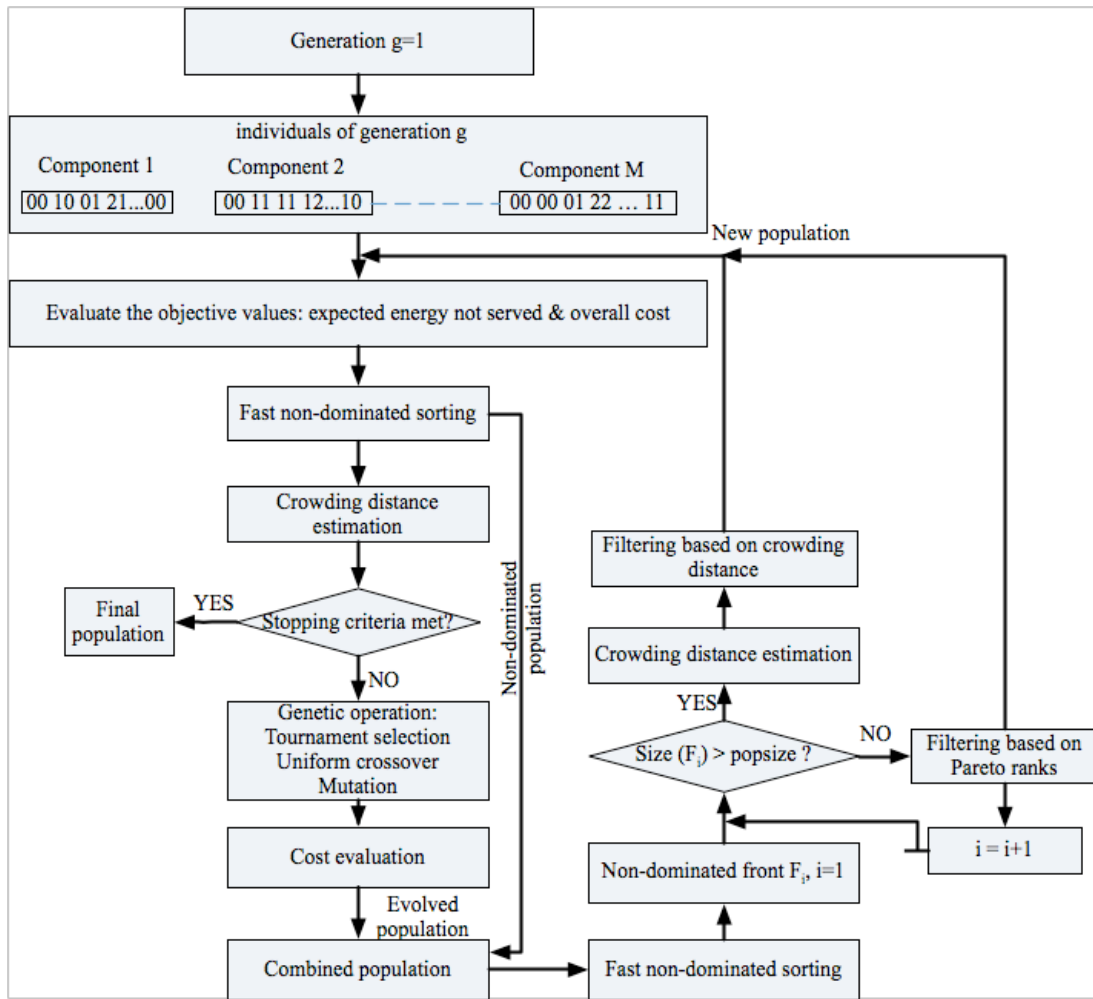 Generation g=1
individuals of generation g
Component 1
Component 2
Component M
00 10 01 21...00
00 11 11 12...10
00 00 01 22 … 11
New population
Evaluate the objective values: expected energy not served & overall cost
Fast non-dominated sorting
Crowding distance
estimation
Stopping criteria met?
YES
Final
population
NO
Genetic operation:
Tournament selection
Uniform crossover
Mutation
Cost evaluation
Evolved
population
Combined population
Non-dominated
population
Fast non-dominated sorting
Non-dominated front Fi, i=1
Size (Fi) > popsize ?
YES
NO
Crowding distance estimation
Filtering based on crowding
distance
Filtering based on
Pareto ranks
i = i+1